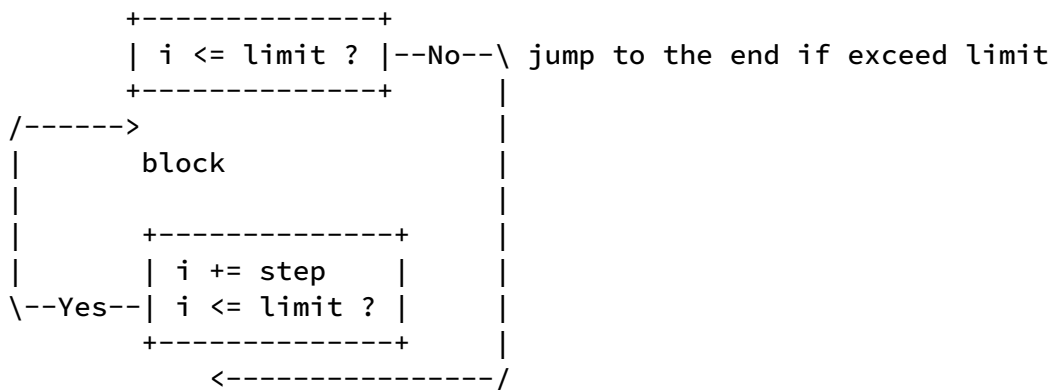 i <= limit ? --No-- jump to the end if exceed limit
block
i += step
--Yes-- i <= limit ?